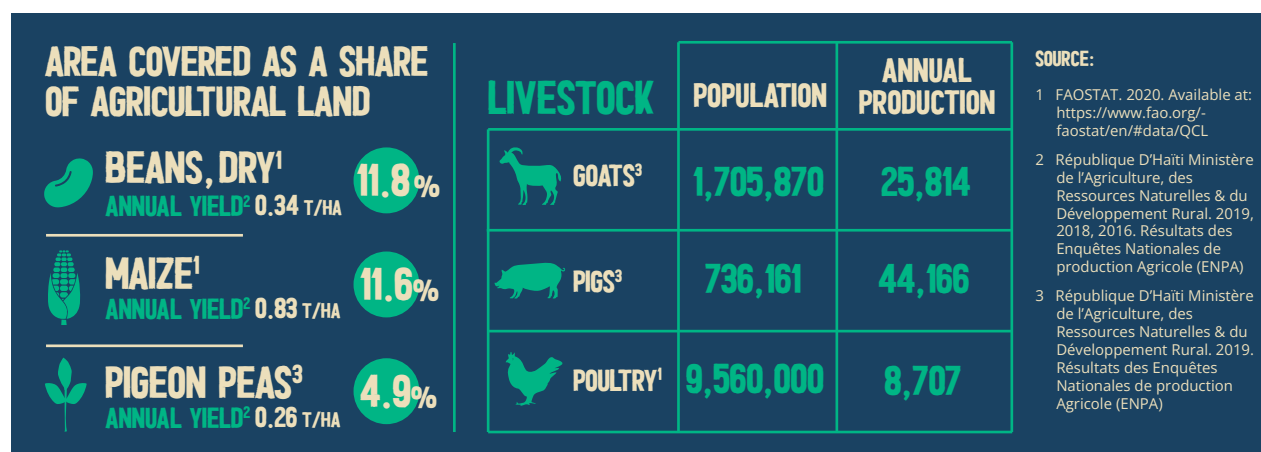 AREA COVERED AS A SHARE
OF AGRICULTURAL LAND
BEANS, DRY¹
ANNUAL YIELD² 0.34 T/HA
11.8%
MAIZE¹
ANNUAL YIELD² 0.83 T/HA
11.6%
PIGEON PEAS³
ANNUAL YIELD² 0.26 T/HA
4.9%
LIVESTOCK
POPULATION
ANNUAL
PRODUCTION
GOATS³
1,705,870
25,814
PIGS³
736,161
44,166
POULTRY¹
9,560,000
8,707
SOURCE:
1 FAOSTAT. 2020. Available at:
https://www.fao.org/-
faostat/en/#data/QCL
2 République D’Haïti Ministère
de l’Agriculture, des
Ressources Naturelles & du
Développement Rural. 2019,
2018, 2016. Résultats des
Enquêtes Nationales de
production Agricole (ENPA)
3 République D’Haïti Ministère
de l’Agriculture, des
Ressources Naturelles & du
Développement Rural. 2019.
Résultats des Enquêtes
Nationales de production
Agricole (ENPA)